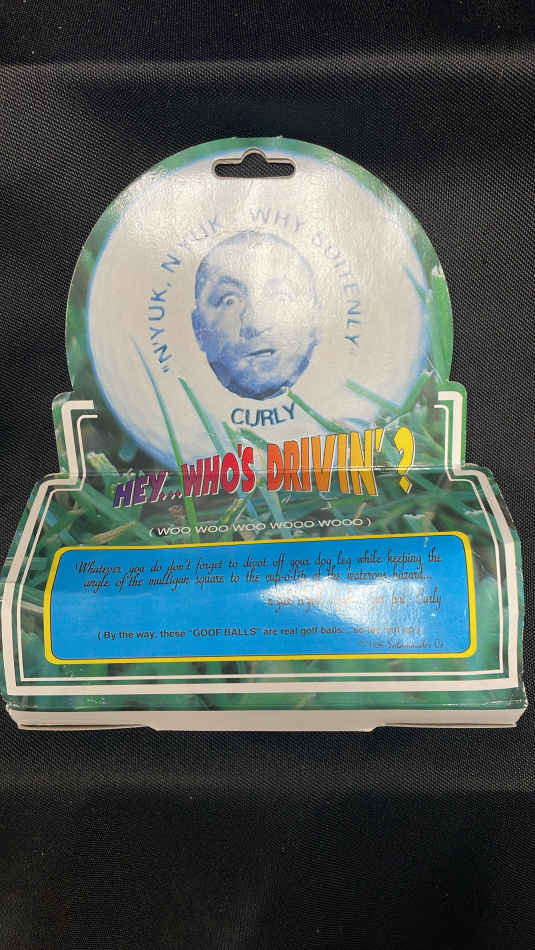 "N'YUK, N'YUK... WHY SOITENLY"
CURLY
HEY...WHO'S DRIVIN'?
(WOO WOO WOO WOOO WOOO)
Whatever you do don't forget to divot off your dog leg while keeping the
angle of the mulligan square to the cup-o-lite of the waterous hazard...
Curly
(By the way, these "GOOF BALLS" are real golf balls...